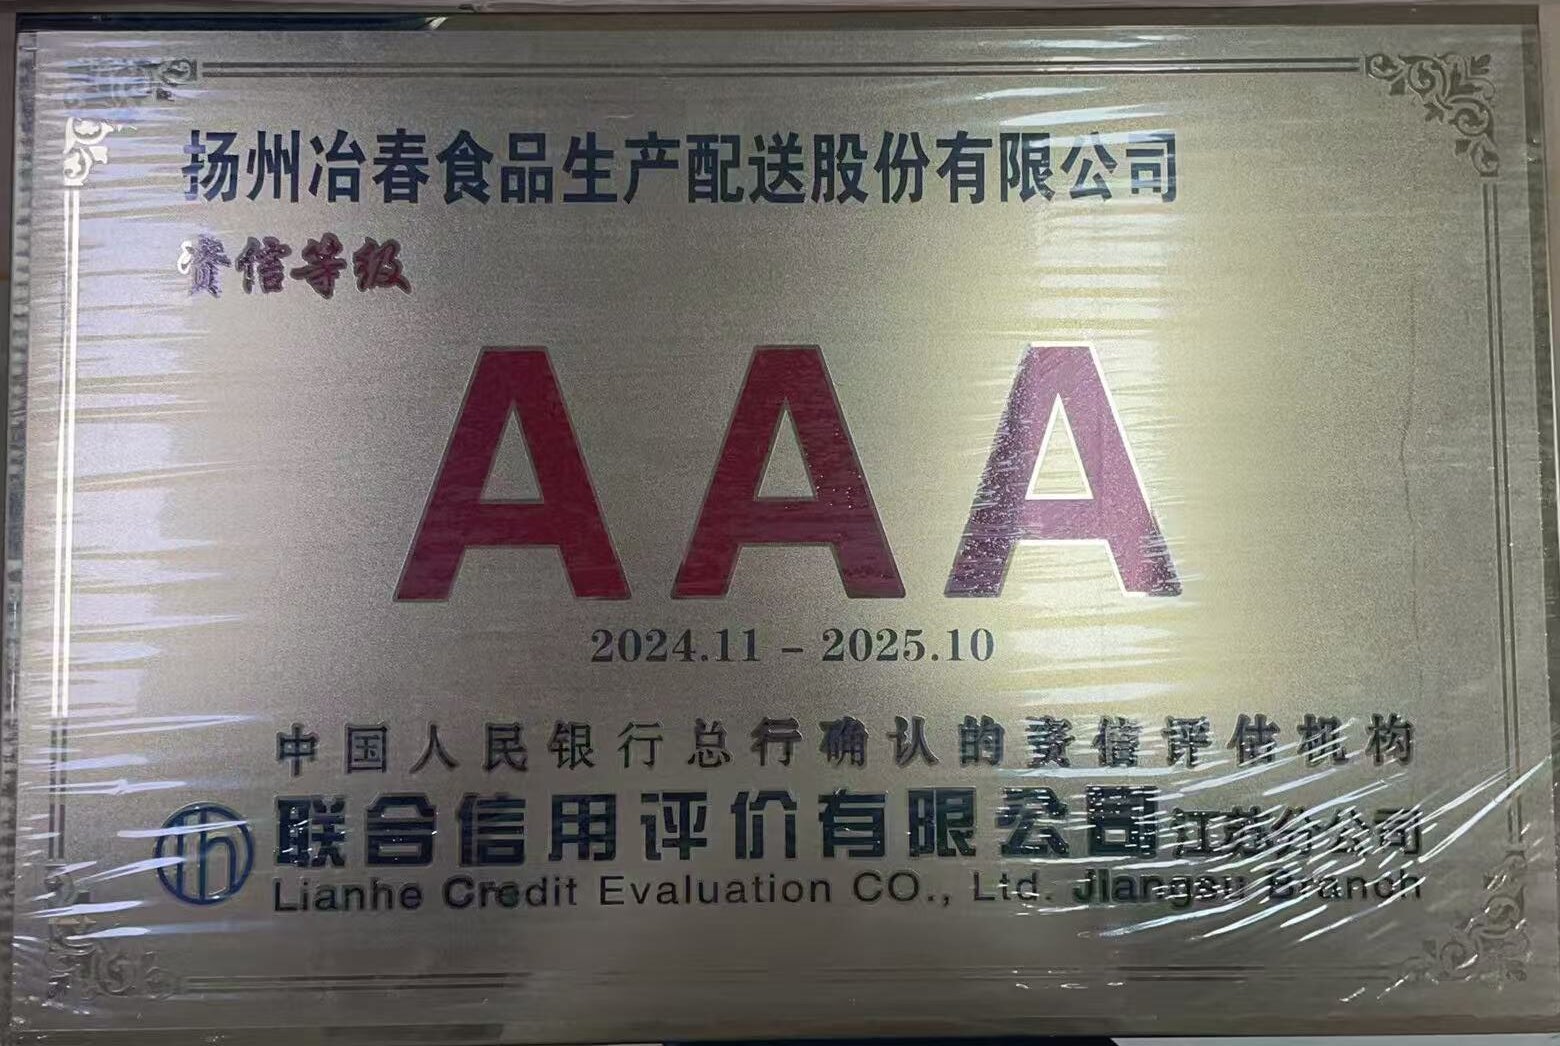 扬州冶春食品生产配送股份有限公司
资信等级
AAA
2024.11 - 2025.10
中国人民银行总行确认的资信评估机构
联合信用评价有限公司江苏分公司
Lianhe Credit Evaluation CO., Ltd. Jiangsu Branch